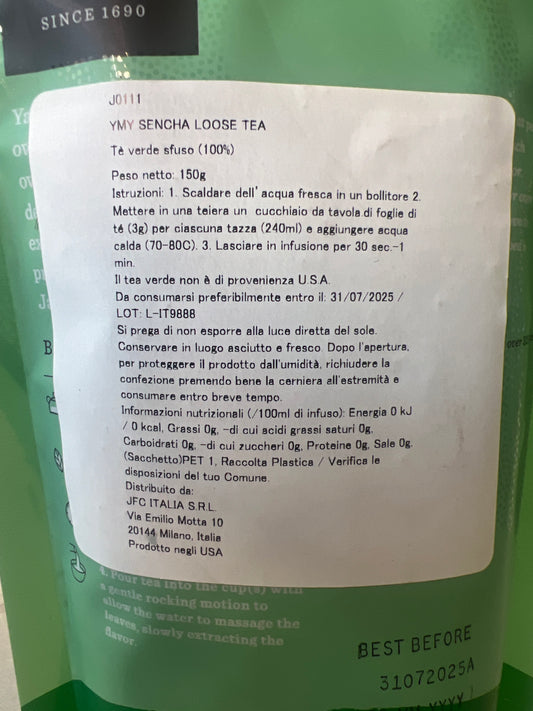 SINCE 1690
J0111
YMY SENCHA LOOSE TEA
Tè verde sfuso (100%)
Peso netto: 150g
Istruzioni: 1. Scaldare dell' acqua fresca in un bollitore 2.
Mettere in una teiera un cucchiaio da tavola di foglie di
té (3g) per ciascuna tazza (240ml) e aggiungere acqua
calda (70-80C). 3. Lasciare in infusione per 30 sec.-1
min.
Il tea verde non è di provenienza U.S.A.
Da consumarsi preferibilmente entro il: 31/07/2025 /
LOT: L-IT9888
Si prega di non esporre alla luce diretta del sole.
Conservare in luogo asciutto e fresco. Dopo l'apertura,
per proteggere il prodotto dall'umidità, richiudere la
confezione premendo bene la cerniera all'estremità e
consumare entro breve tempo.
Informazioni nutrizionali (/100ml di infuso): Energia 0 kJ
/ 0 kcal, Grassi 0g, -di cui acidi grassi saturi 0g,
Carboidrati 0g, -di cui zuccheri 0g, Proteine 0g, Sale 0g.
(Sacchetto)PET 1, Raccolta Plastica / Verifica le
disposizioni del tuo Comune.
Distribuito da:
JFC ITALIA S.R.L.
Via Emilio Motta 10
20144 Milano, Italia
Prodotto negli USA
4. Pour tea into the cup(s) with
a gentle rocking motion to
allow the water to massage the
leaves, slowly extracting the
flavor.
BEST BEFORE
31072025A